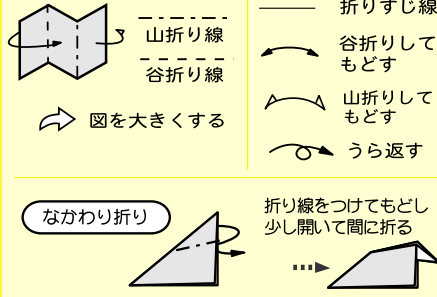 山折り線
谷折り線
図を大きくする
折りすじ線
谷折りして
もどす
山折りして
もどす
うら返す
なかわり折り
折り線をつけてもどし
少し開いて間に折る